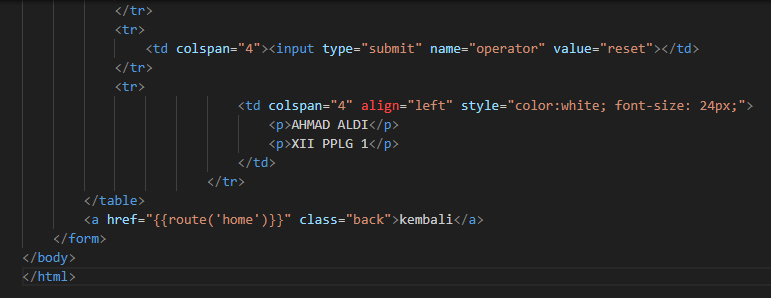 </tr>
<tr>
<td colspan="4"><input type="submit" name="operator" value="reset"></td>
</tr>
<tr>
<td colspan="4" align="left" style="color:white; font-size: 24px;">
<p>AHMAD ALDI</p>
<p>XII PPLG 1</p>
</td>
</tr>
</table>
<a href="{{route('home')}}" class="back">kembali</a>
</form>
</body>
</html>